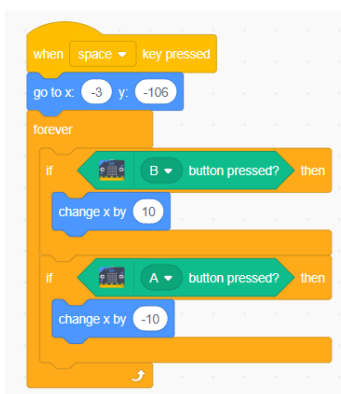 when space key pressed
go to x: -3 y: -106
forever
if B button pressed? then
change x by 10
if A button pressed? then
change x by -10